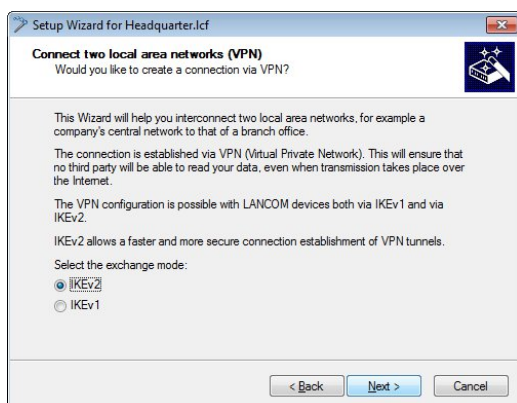 Setup Wizard for Headquarter.lcf
Connect two local area networks (VPN)
Would you like to create a connection via VPN?
This Wizard will help you interconnect two local area networks, for example a
company's central network to that of a branch office.
The connection is established via VPN (Virtual Private Network). This will ensure that
no third party will be able to read your data, even when transmission takes place over
the Internet.
The VPN configuration is possible with LANCOM devices both via IKEv1 and via
IKEv2.
IKEv2 allows a faster and more secure connection establishment of VPN tunnels.
Select the exchange mode:
IKEv2
IKEv1
< Back Next > Cancel